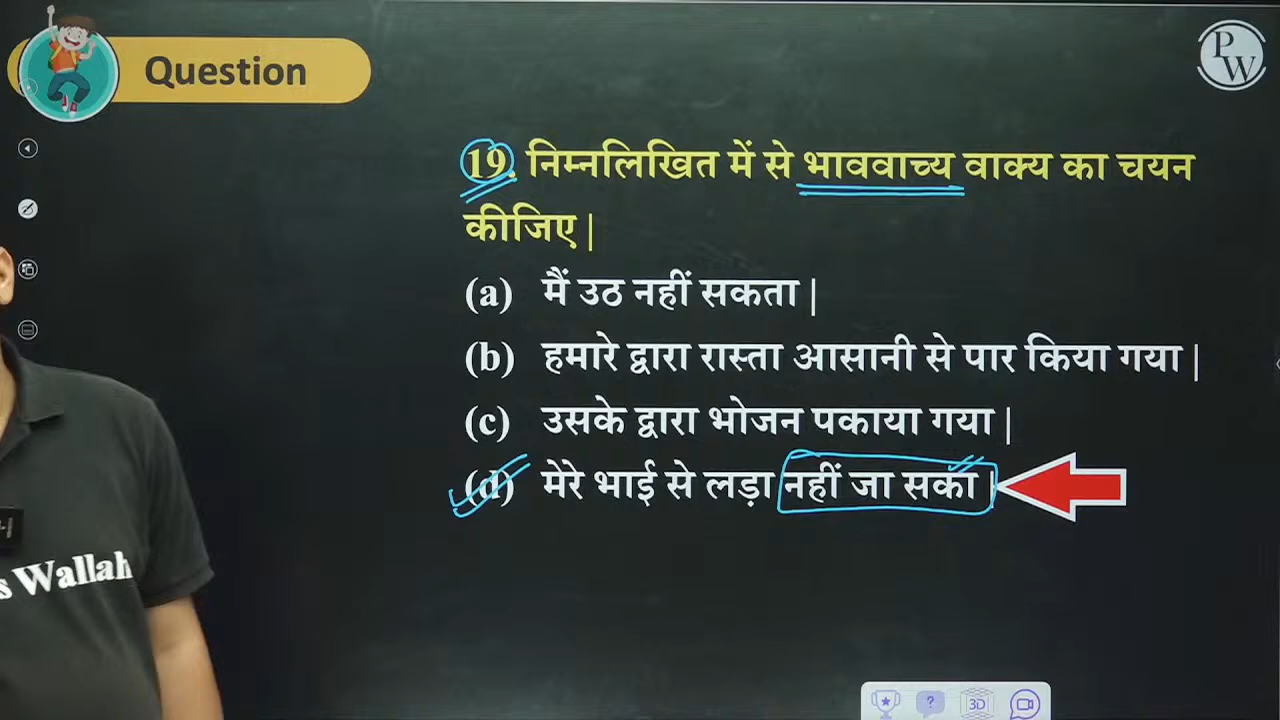 Question
PW
19. निम्नलिखित में से भाववाच्य वाक्य का चयन
कीजिए |
(a) मैं उठ नहीं सकता |
(b) हमारे द्वारा रास्ता आसानी से पार किया गया |
(c) उसके द्वारा भोजन पकाया गया |
(d) मेरे भाई से लड़ा नहीं जा सका |
s Wallah
?
3D